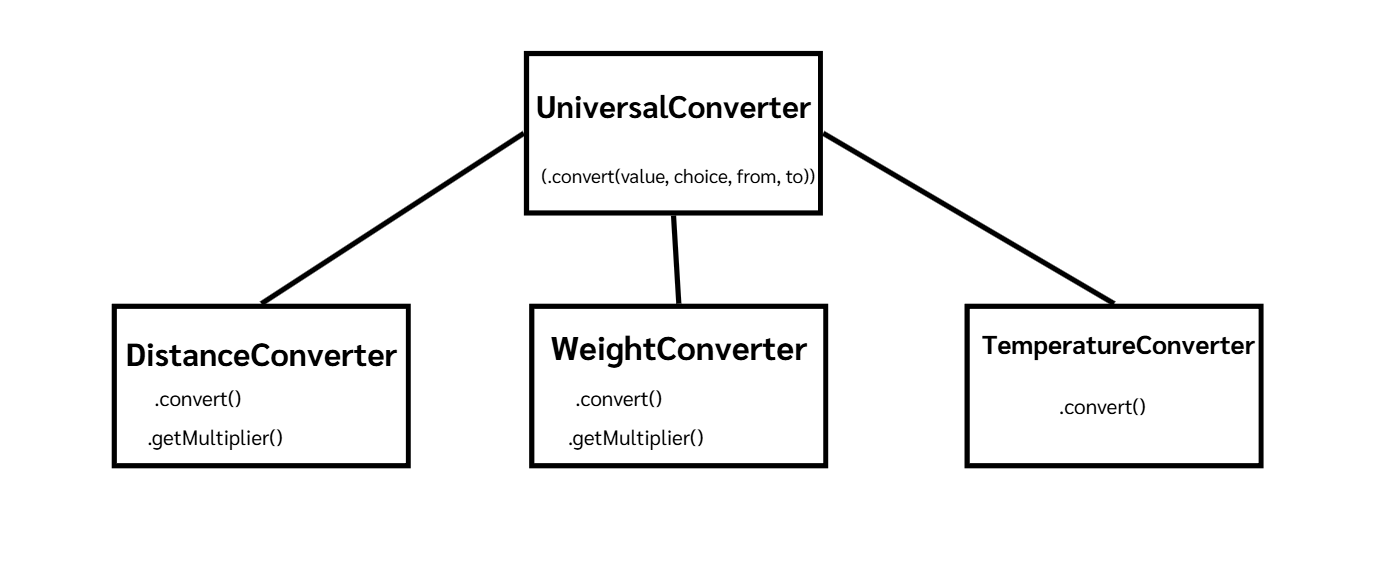 UniversalConverter
(.convert(value, choice, from, to))
DistanceConverter
.convert()
.getMultiplier()
WeightConverter
.convert()
.getMultiplier()
TemperatureConverter
.convert()